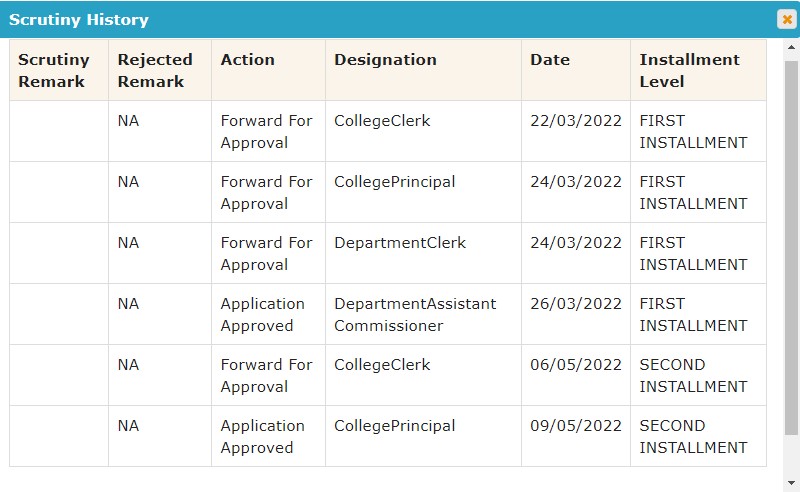 Scrutiny History
Scrutiny Remark Rejected Remark Action Designation Date Installment Level
NA Forward For Approval CollegeClerk 22/03/2022 FIRST INSTALLMENT
NA Forward For Approval CollegePrincipal 24/03/2022 FIRST INSTALLMENT
NA Forward For Approval DepartmentClerk 24/03/2022 FIRST INSTALLMENT
NA Application Approved DepartmentAssistant Commissioner 26/03/2022 FIRST INSTALLMENT
NA Forward For Approval CollegeClerk 06/05/2022 SECOND INSTALLMENT
NA Application Approved CollegePrincipal 09/05/2022 SECOND INSTALLMENT